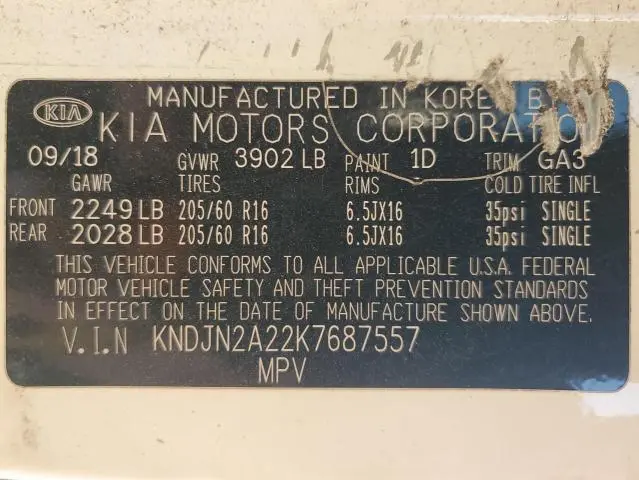 MANUFACTURED IN KOREA BY
KIA KIA MOTORS CORPORATION
09/18 GVWR 3902 LB PAINT 1D TRIM GA3
GAWR TIRES RIMS COLD TIRE INFL
FRONT 2249 LB 205/60 R16 6.5JX16 35psi SINGLE
REAR 2028 LB 205/60 R16 6.5JX16 35psi SINGLE
THIS VEHICLE CONFORMS TO ALL APPLICABLE U.S.A. FEDERAL
MOTOR VEHICLE SAFETY AND THEFT PREVENTION STANDARDS
IN EFFECT ON THE DATE OF MANUFACTURE SHOWN ABOVE.
V.I.N KNDJN2A22K7687557
MPV